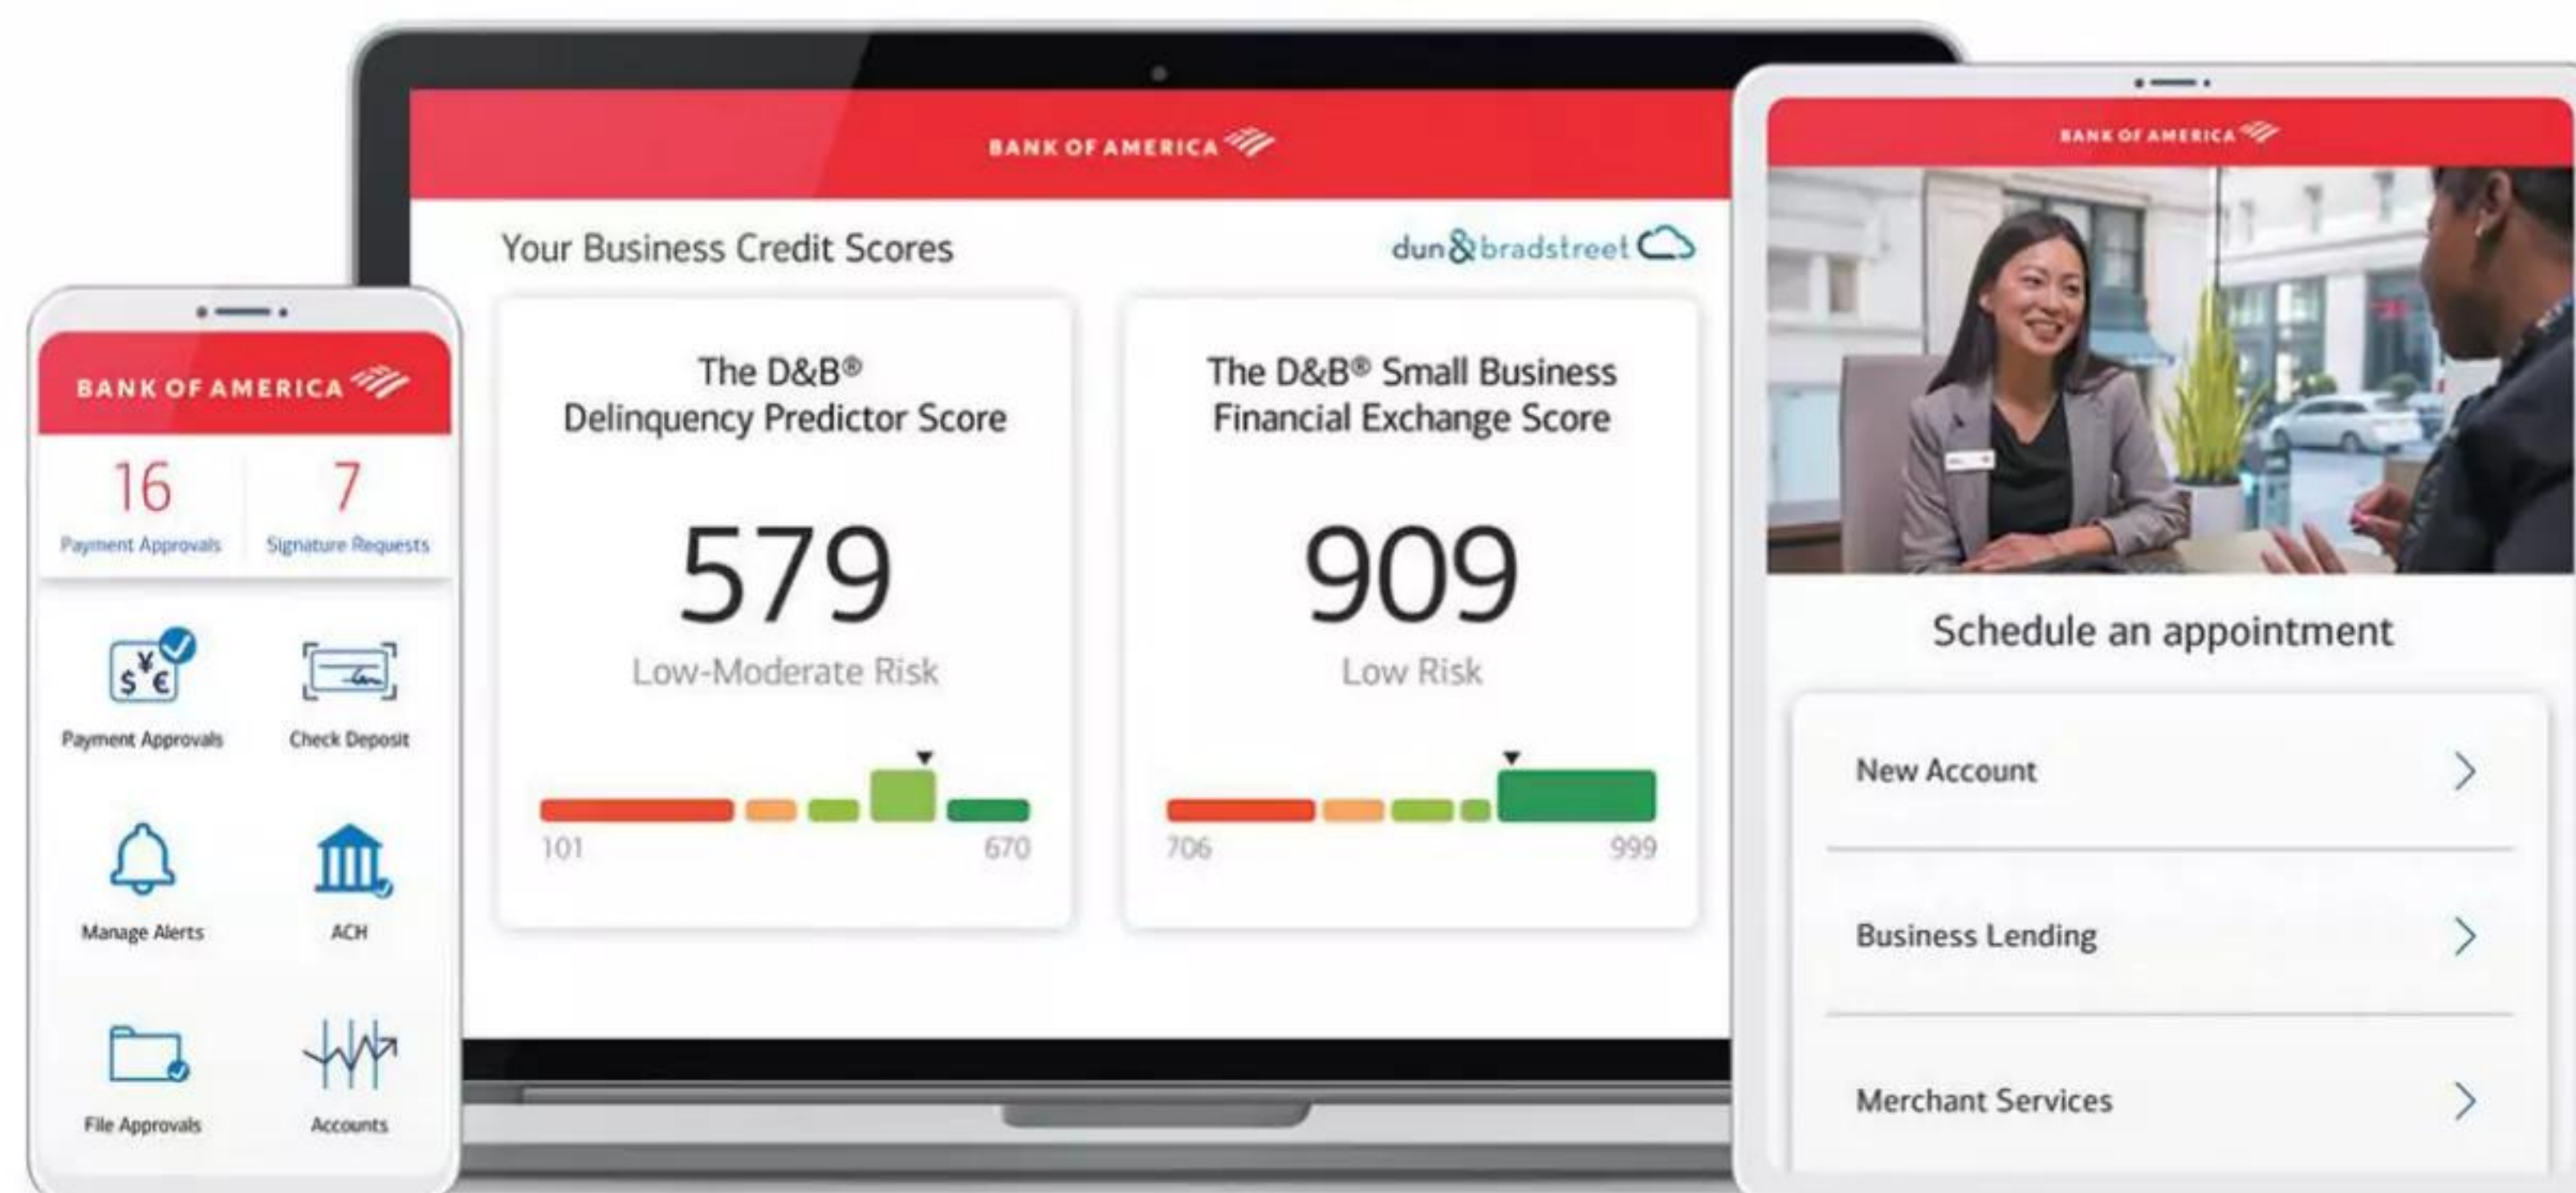 BANK OF AMERICA
16
Payment Approvals
7
Signature Requests
$ ¥ €
Payment Approvals
Check Deposit
Manage Alerts
ACH
File Approvals
Accounts
BANK OF AMERICA
Your Business Credit Scores
dun & bradstreet
The D&B®
Delinquency Predictor Score
579
Low-Moderate Risk
101
670
The D&B® Small Business
Financial Exchange Score
909
Low Risk
706
999
BANK OF AMERICA
Schedule an appointment
New Account
Business Lending
Merchant Services